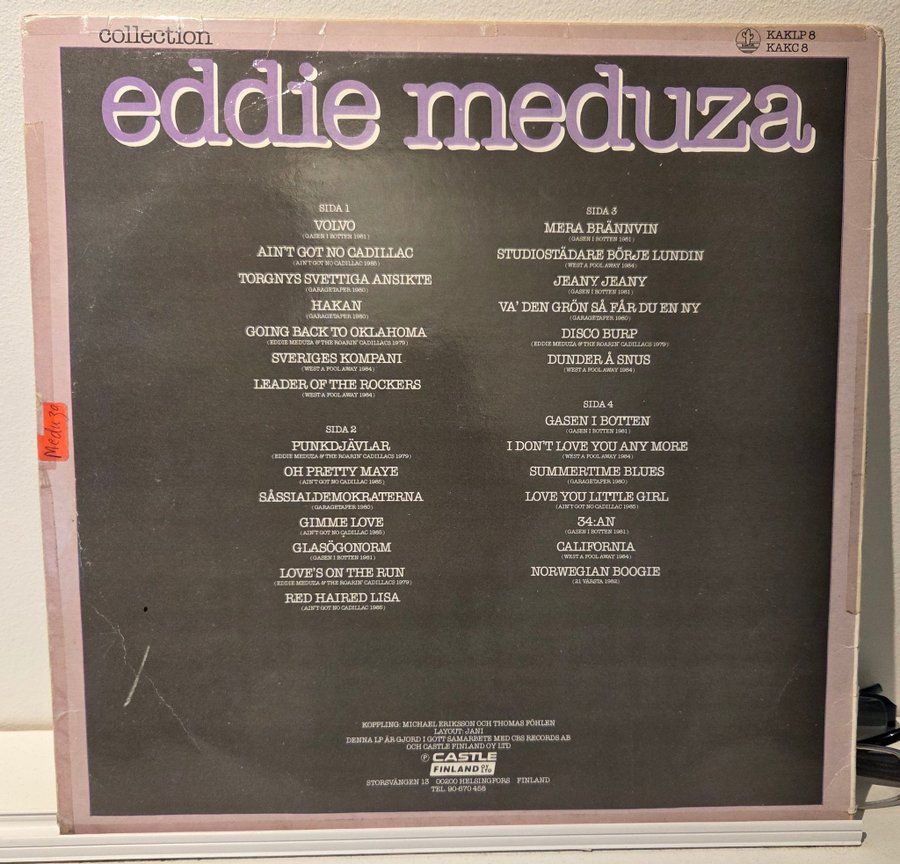 collection
KAKLP 8
KAKC 8
eddie meduza
SIDA 1
VOLVO
(GASEN I BOTTEN 1981)
AIN'T GOT NO CADILLAC
(AIN'T GOT NO CADILLAC 1985)
TORGNYS SVETTIGA ANSIKTE
(GARAGETAPER 1980)
HAKAN
(GARAGETAPER 1980)
GOING BACK TO OKLAHOMA
(EDDIE MEDUZA & THE ROARIN' CADILLACS 1979)
SVERIGES KOMPANI
(WEST A FOOL AWAY 1984)
LEADER OF THE ROCKERS
(WEST A FOOL AWAY 1984)
SIDA 2
PUNKDJÄVLAR
(EDDIE MEDUZA & THE ROARIN' CADILLACS 1979)
OH PRETTY MAYE
(AIN'T GOT NO CADILLAC 1985)
SÅSSIALDEMOKRATERNA
(GARAGETAPER 1980)
GIMME LOVE
(AIN'T GOT NO CADILLAC 1985)
GLASÖGONORM
(GASEN I BOTTEN 1981)
LOVE'S ON THE RUN
(EDDIE MEDUZA & THE ROARIN' CADILLACS 1979)
RED HAIRED LISA
(AIN'T GOT NO CADILLAC 1985)
SIDA 3
MERA BRÄNNVIN
(GASEN I BOTTEN 1981)
STUDIOSTÄDARE BÖRJE LUNDIN
(WEST A FOOL AWAY 1984)
JEANY JEANY
(GASEN I BOTTEN 1981)
VA' DEN GRÖN SÅ FÅR DU EN NY
(GARAGETAPER 1980)
DISCO BURP
(EDDIE MEDUZA & THE ROARIN' CADILLACS 1979)
DUNDER Å SNUS
(WEST A FOOL AWAY 1984)
SIDA 4
GASEN I BOTTEN
(GASEN I BOTTEN 1981)
I DON'T LOVE YOU ANY MORE
(WEST A FOOL AWAY 1984)
SUMMERTIME BLUES
(GARAGETAPER 1980)
LOVE YOU LITTLE GIRL
(AIN'T GOT NO CADILLAC 1985)
34:AN
(GASEN I BOTTEN 1981)
CALIFORNIA
(WEST A FOOL AWAY 1984)
NORWEGIAN BOOGIE
(21 VÄRSTA 1982)
Meduza
KOPPLING: MICHAEL ERIKSSON OCH THOMAS FÖHLEN
LAYOUT: JANI
DENNA LP ÄR GJORD I GOTT SAMARBETE MED CBS RECORDS AB
OCH CASTLE FINLAND OY LTD
℗ CASTLE
FINLAND OY LTD
STORSVÄNGEN 13 00200 HELSINGFORS FINLAND
TEL. 90-670 456